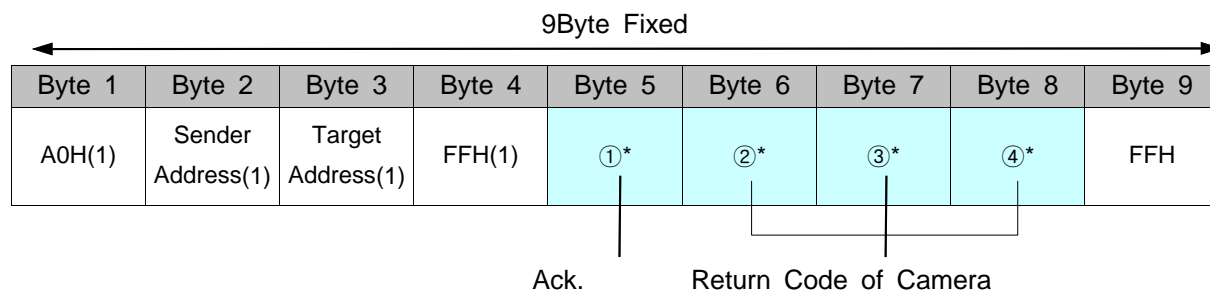 9Byte Fixed
Byte 1 Byte 2 Byte 3 Byte 4 Byte 5 Byte 6 Byte 7 Byte 8 Byte 9
A0H(1) Sender Address(1) Target Address(1) FFH(1) ①* ②* ③* ④* FFH
Ack. Return Code of Camera